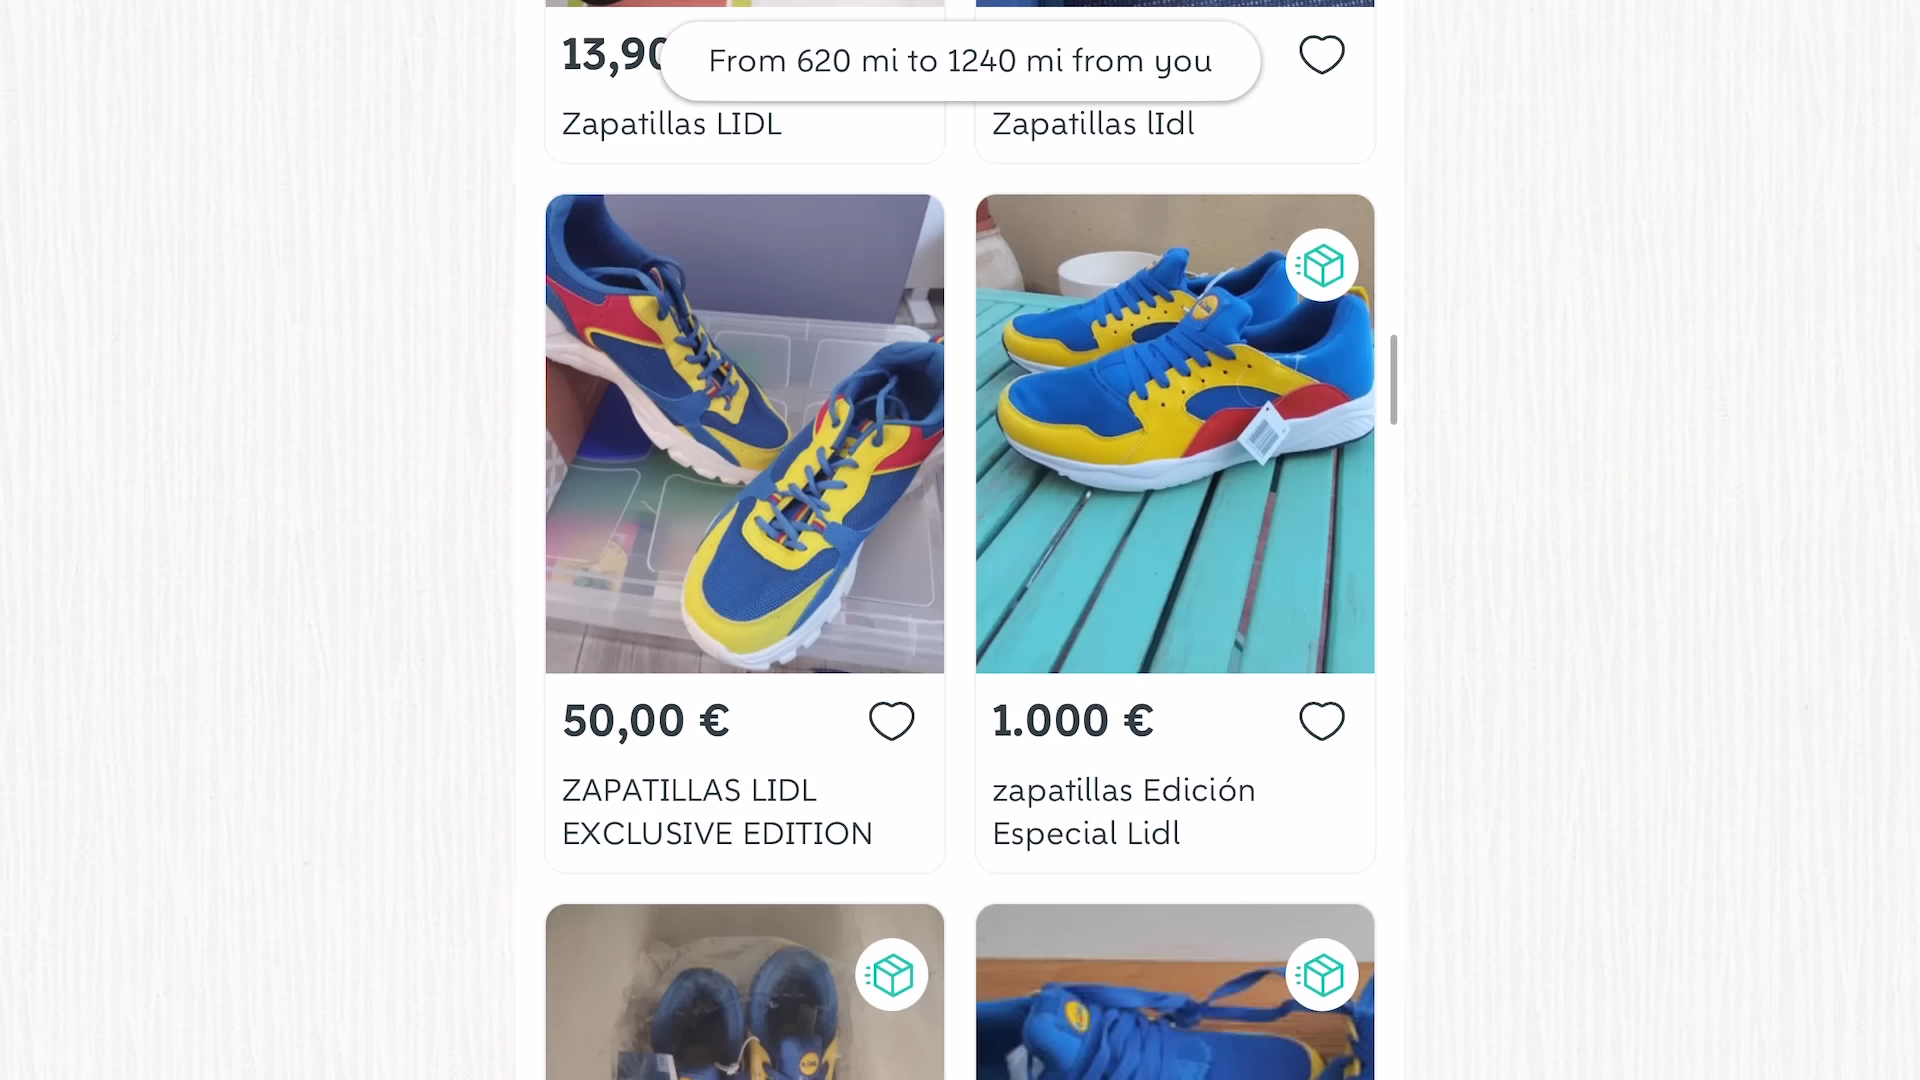 From 620 mi to 1240 mi from you
13,90
Zapatillas LIDL
Zapatillas lIdl
50,00 €
ZAPATILLAS LIDL
EXCLUSIVE EDITION
1.000 €
zapatillas Edición
Especial Lidl